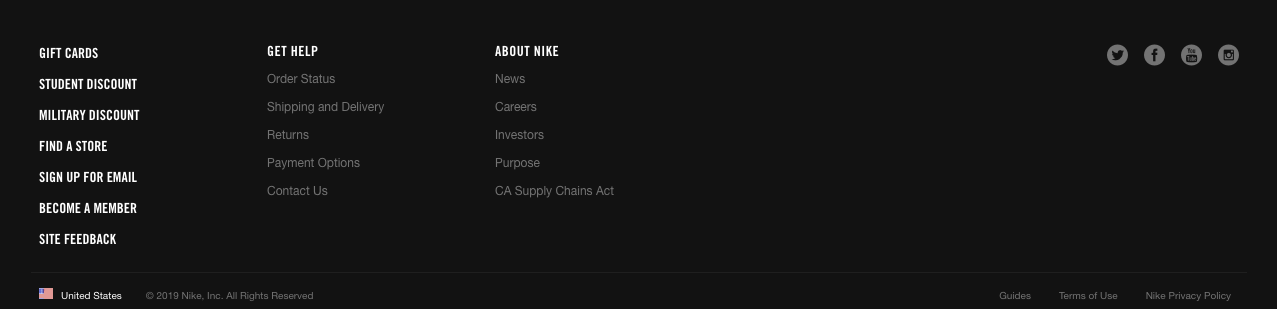 GIFT CARDS
STUDENT DISCOUNT
MILITARY DISCOUNT
FIND A STORE
SIGN UP FOR EMAIL
BECOME A MEMBER
SITE FEEDBACK
GET HELP
Order Status
Shipping and Delivery
Returns
Payment Options
Contact Us
ABOUT NIKE
News
Careers
Investors
Purpose
CA Supply Chains Act
You
Tube
United States
© 2019 Nike, Inc. All Rights Reserved
Guides
Terms of Use
Nike Privacy Policy